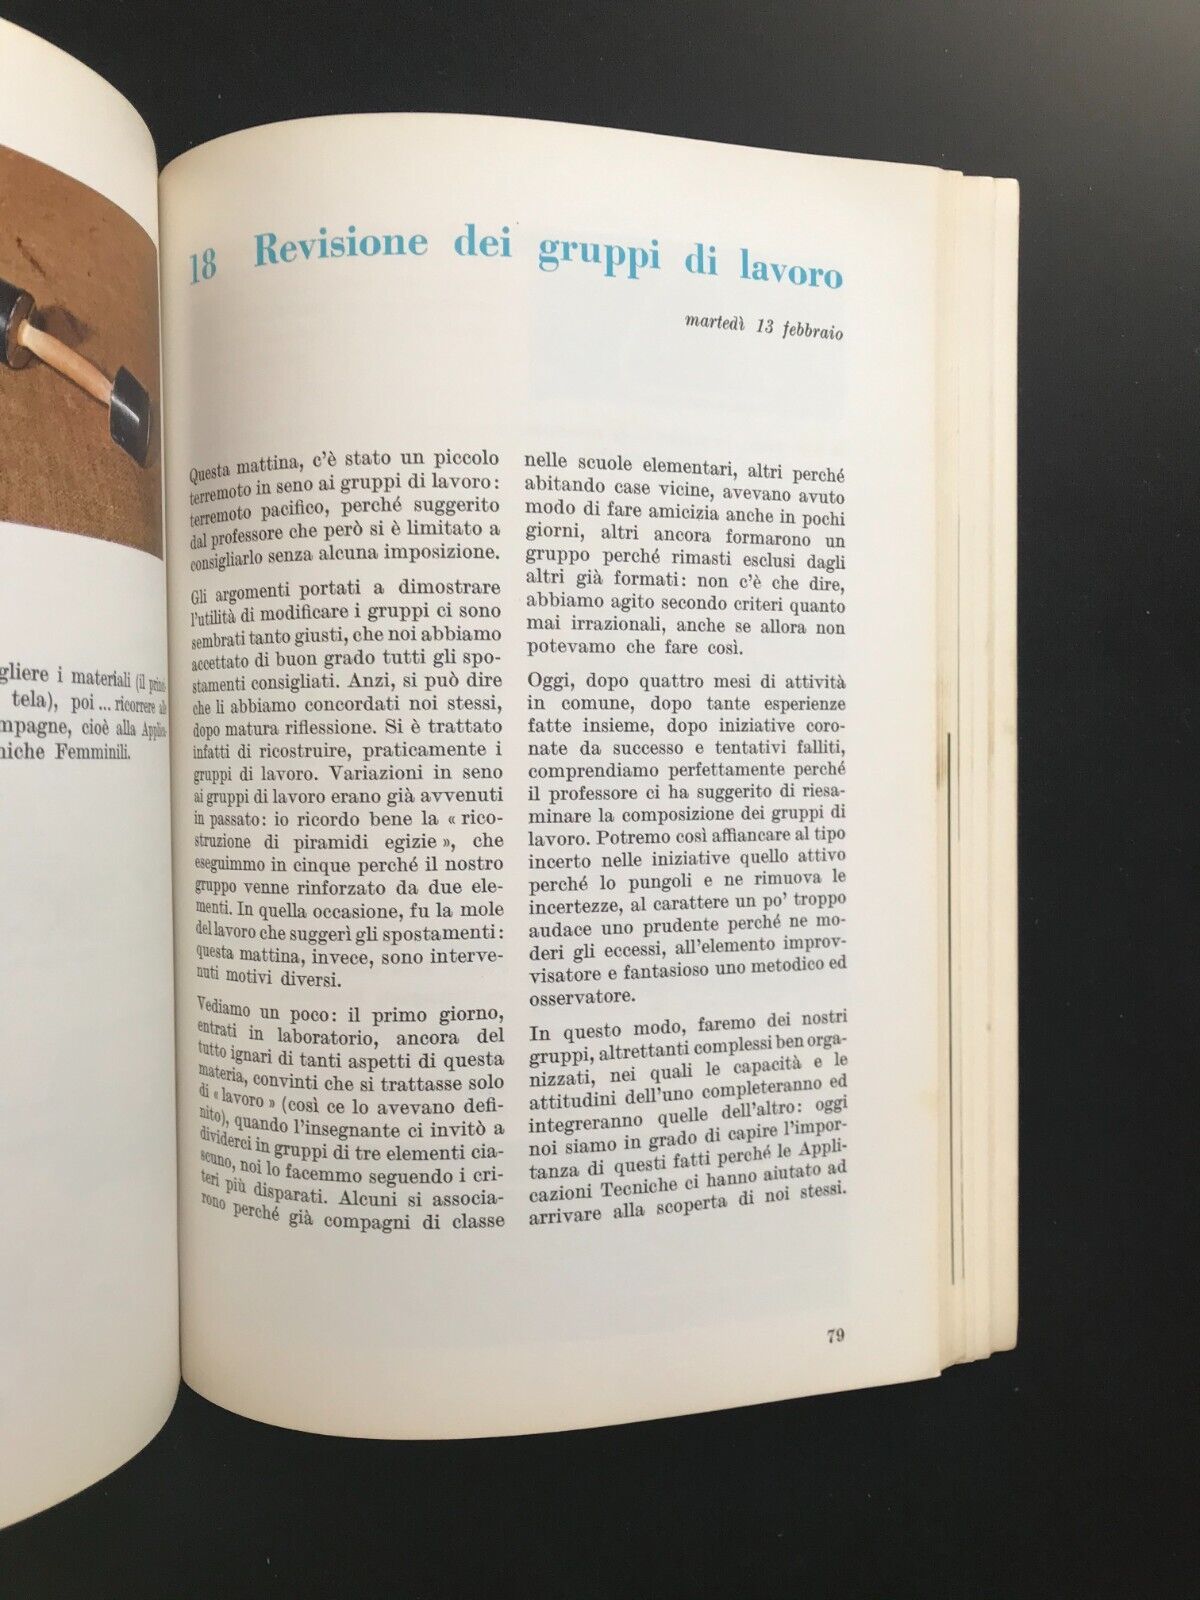 gliere i materiali (il prin-
tela), poi ... ricorrere al
mpagne, cioè alla Applic
niche Femminili.
18 Revisione dei gruppi di lavoro
martedì 13 febbraio
Questa mattina, c'è stato un piccolo
terremoto in seno ai gruppi di lavoro:
terremoto pacifico, perché suggerito
dal professore che però si è limitato a
consigliarlo senza alcuna imposizione.
Gli argomenti portati a dimostrare
l'utilità di modificare i gruppi ci sono
sembrati tanto giusti, che noi abbiamo
accettato di buon grado tutti gli spo-
stamenti consigliati. Anzi, si può dire
che li abbiamo concordati noi stessi,
dopo matura riflessione. Si è trattato
infatti di ricostruire, praticamente i
gruppi di lavoro. Variazioni in seno
ai gruppi di lavoro erano già avvenuti
in passato: io ricordo bene la « rico-
struzione di piramidi egizie », che
eseguimmo in cinque perché il nostro
gruppo venne rinforzato da due ele-
menti. In quella occasione, fu la mole
del lavoro che suggerì gli spostamenti:
questa mattina, invece, sono interve-
nuti motivi diversi.
Vediamo un poco: il primo giorno,
entrati in laboratorio, ancora del
tutto ignari di tanti aspetti di questa
materia, convinti che si trattasse solo
di « lavoro » (così ce lo avevano defi-
nito), quando l'insegnante ci invitò a
dividerci in gruppi di tre elementi cia-
scuno, noi lo facemmo seguendo i cri-
teri più disparati. Alcuni si associa-
rono perché già compagni di classe
nelle scuole elementari, altri perché
abitando case vicine, avevano avuto
modo di fare amicizia anche in pochi
giorni, altri ancora formarono un
gruppo perché rimasti esclusi dagli
altri già formati: non c'è che dire,
abbiamo agito secondo criteri quanto
mai irrazionali, anche se allora non
potevamo che fare così.
Oggi, dopo quattro mesi di attività
in comune, dopo tante esperienze
fatte insieme, dopo iniziative coro-
nate da successo e tentativi falliti,
comprendiamo perfettamente perché
il professore ci ha suggerito di riesa-
minare la composizione dei gruppi di
lavoro. Potremo così affiancare al tipo
incerto nelle iniziative quello attivo
perché lo pungoli e ne rimuova le
incertezze, al carattere un po' troppo
audace uno prudente perché ne mo-
deri gli eccessi, all'elemento improv-
visatore e fantasioso uno metodico ed
osservatore.
In questo modo, faremo dei nostri
gruppi, altrettanti complessi ben orga-
nizzati, nei quali le capacità e le
attitudini dell'uno completeranno ed
integreranno quelle dell'altro: oggi
noi siamo in grado di capire l'impor-
tanza di questi fatti perché le Appli-
cazioni Tecniche ci hanno aiutato ad
arrivare alla scoperta di noi stessi.
79